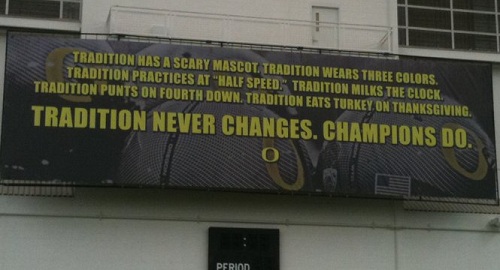 TRADITION HAS A SCARY MASCOT. TRADITION WEARS THREE COLORS.
TRADITION PRACTICES AT "HALF SPEED." TRADITION MILKS THE CLOCK.
TRADITION PUNTS ON FOURTH DOWN. TRADITION EATS TURKEY ON THANKSGIVING.
TRADITION NEVER CHANGES. CHAMPIONS DO.
O
PERIOD